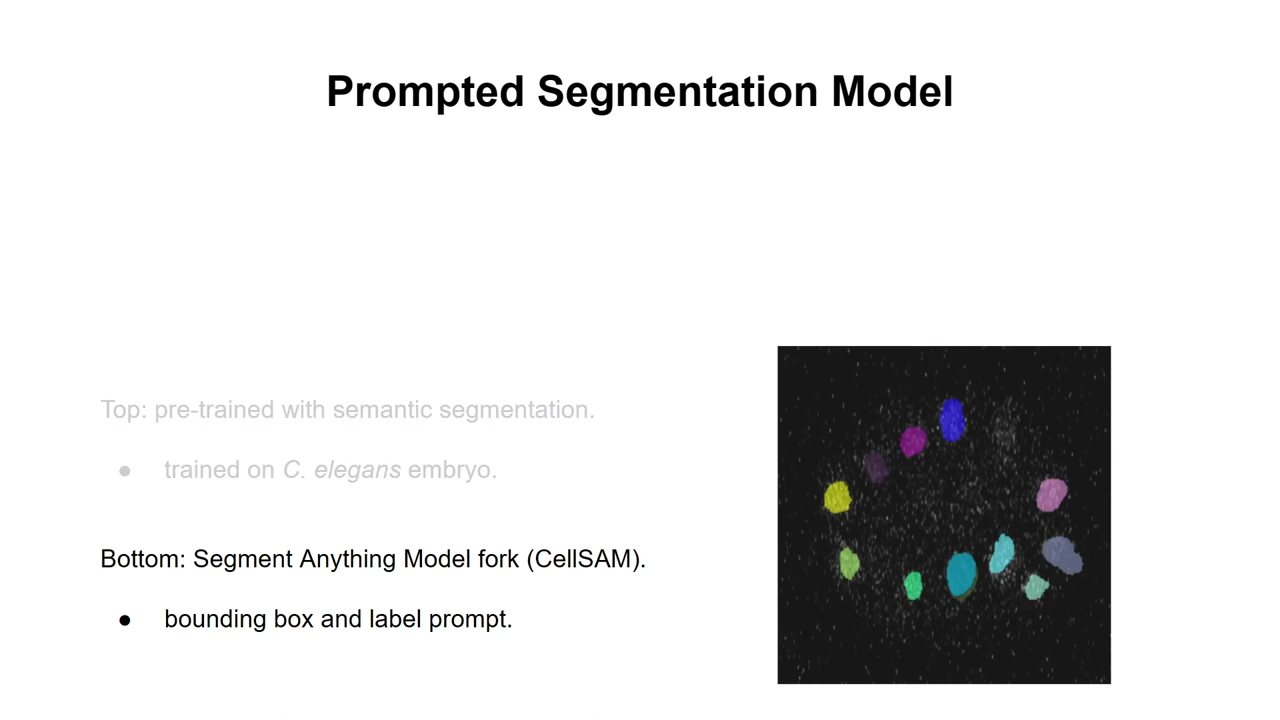 Prompted Segmentation Model
Top: pre-trained with semantic segmentation.
● trained on C. elegans embryo.
Bottom: Segment Anything Model fork (CellSAM).
● bounding box and label prompt.